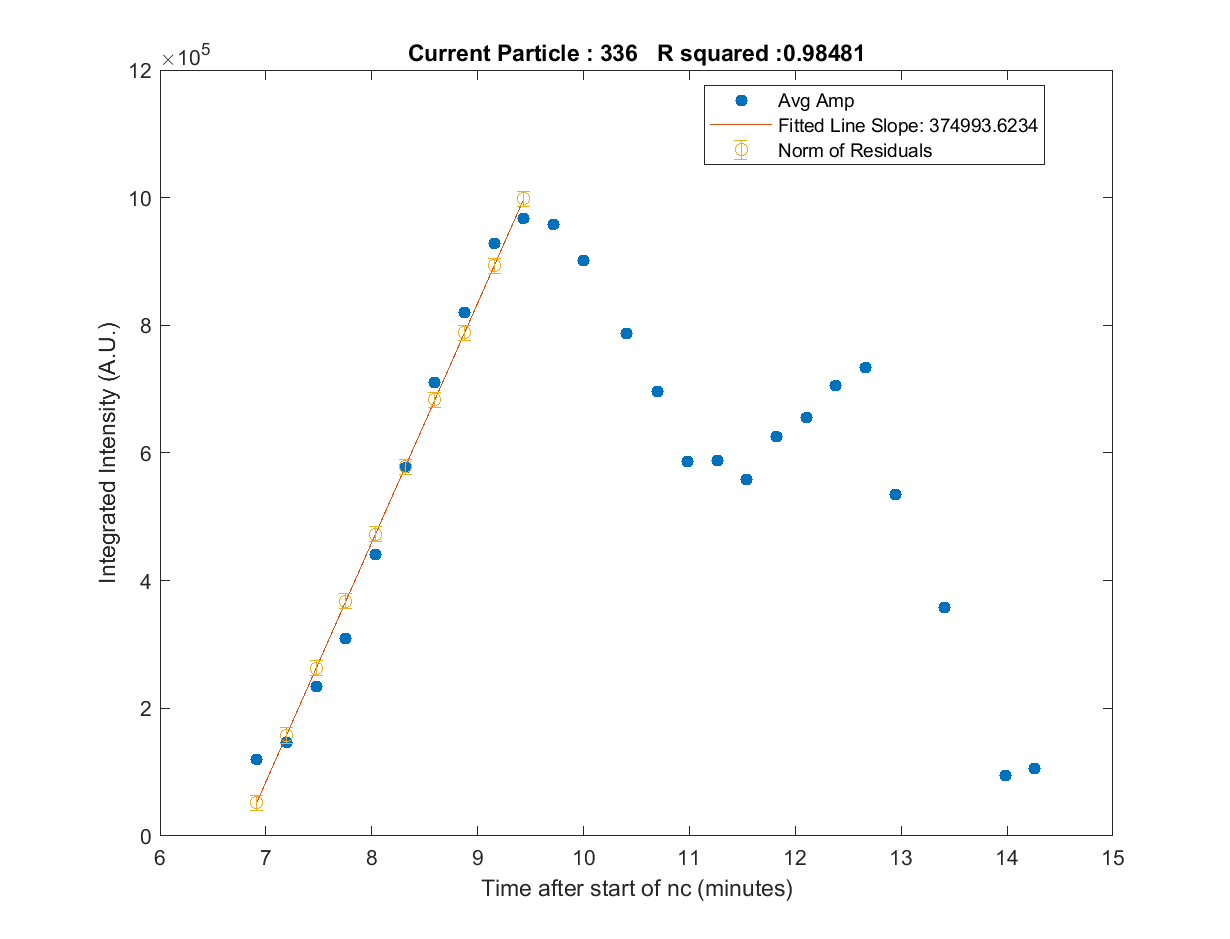 Current Particle : 336 R squared :0.98481
×10^5
12
10
8
6
4
2
0
Integrated Intensity (A.U.)
Avg Amp
Fitted Line Slope: 374993.6234
Norm of Residuals
6 7 8 9 10 11 12 13 14 15
Time after start of nc (minutes)